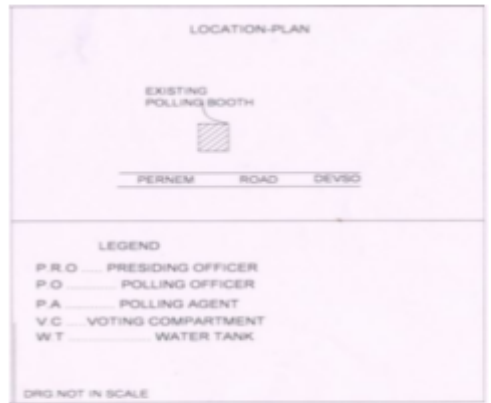 LOCATION-PLAN
EXISTING
POLLING BOOTH
PERNEM ROAD DEVSO
LEGEND
P.R.O ...... PRESIDING OFFICER
P.O .............. POLLING OFFICER
P.A .............. POLLING AGENT
V.C ..... VOTING COMPARTMENT
W.T ...................... WATER TANK
DRG.NOT IN SCALE